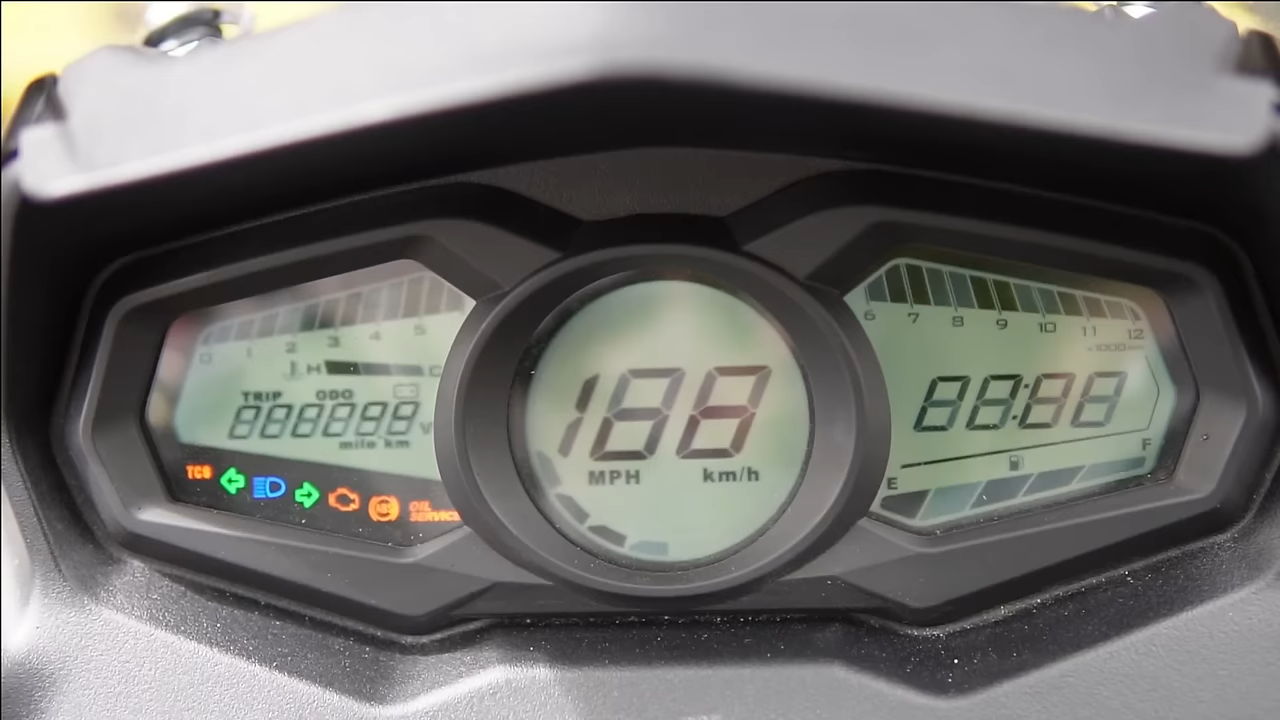 0 1 2 3 4 5
H C
TRIP ODO
888888 V
mile km
TCS
ABS
OIL
SERVICE
188
MPH km/h
6 7 8 9 10 11 12
×1000
88:88
E F